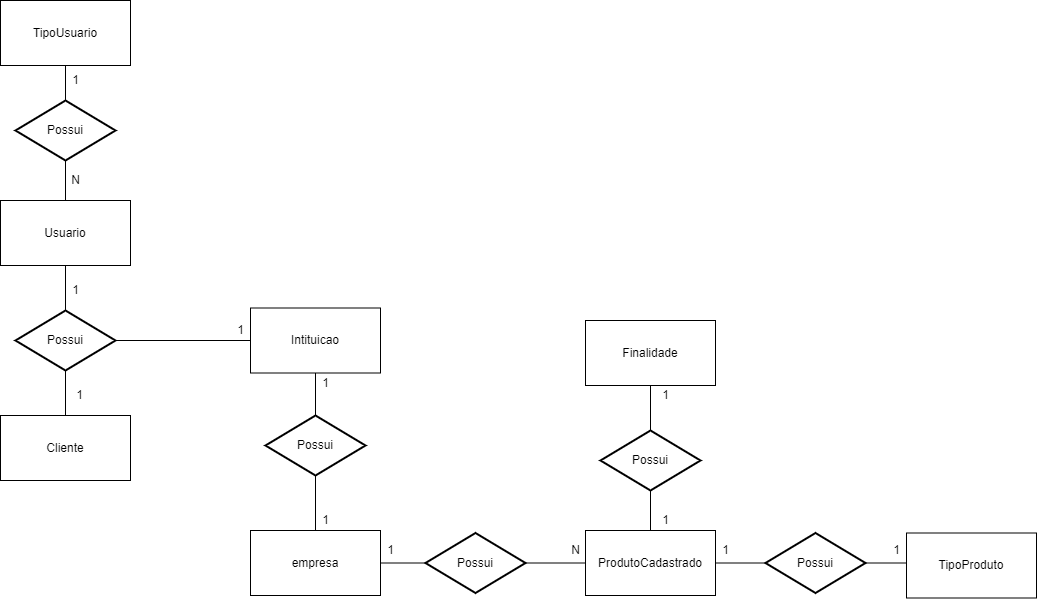 TipoUsuario
1
Possui
N
Usuario
1
Possui
1
Intituicao
1
Cliente
1
Possui
1
empresa
1
Possui
N
Finalidade
1
Possui
1
ProdutoCadastrado
1
Possui
1
TipoProduto